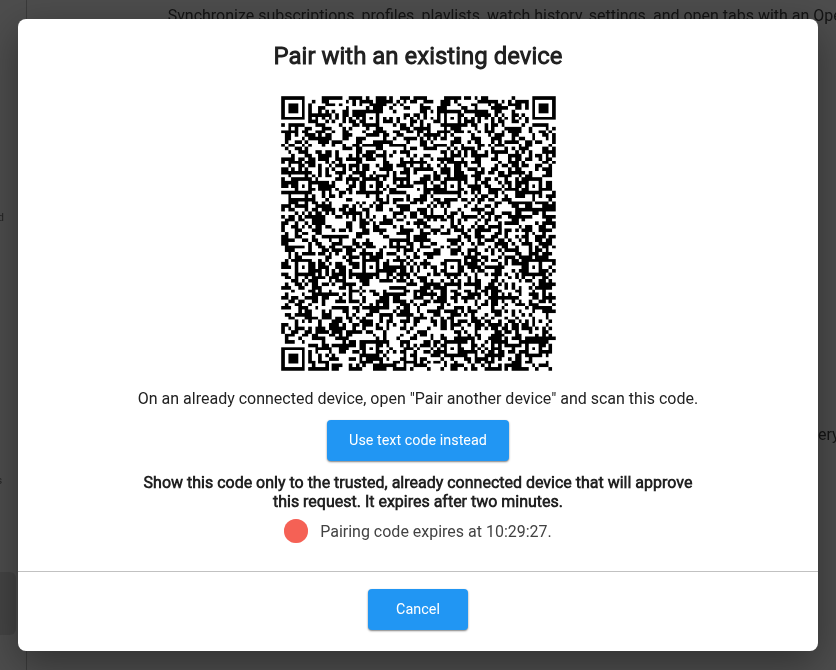 Synchronize subscriptions, profiles, playlists, watch history, settings, and open tabs with an Ope
Pair with an existing device
On an already connected device, open "Pair another device" and scan this code.
Use text code instead
Show this code only to the trusted, already connected device that will approve
this request. It expires after two minutes.
Pairing code expires at 10:29:27.
Cancel